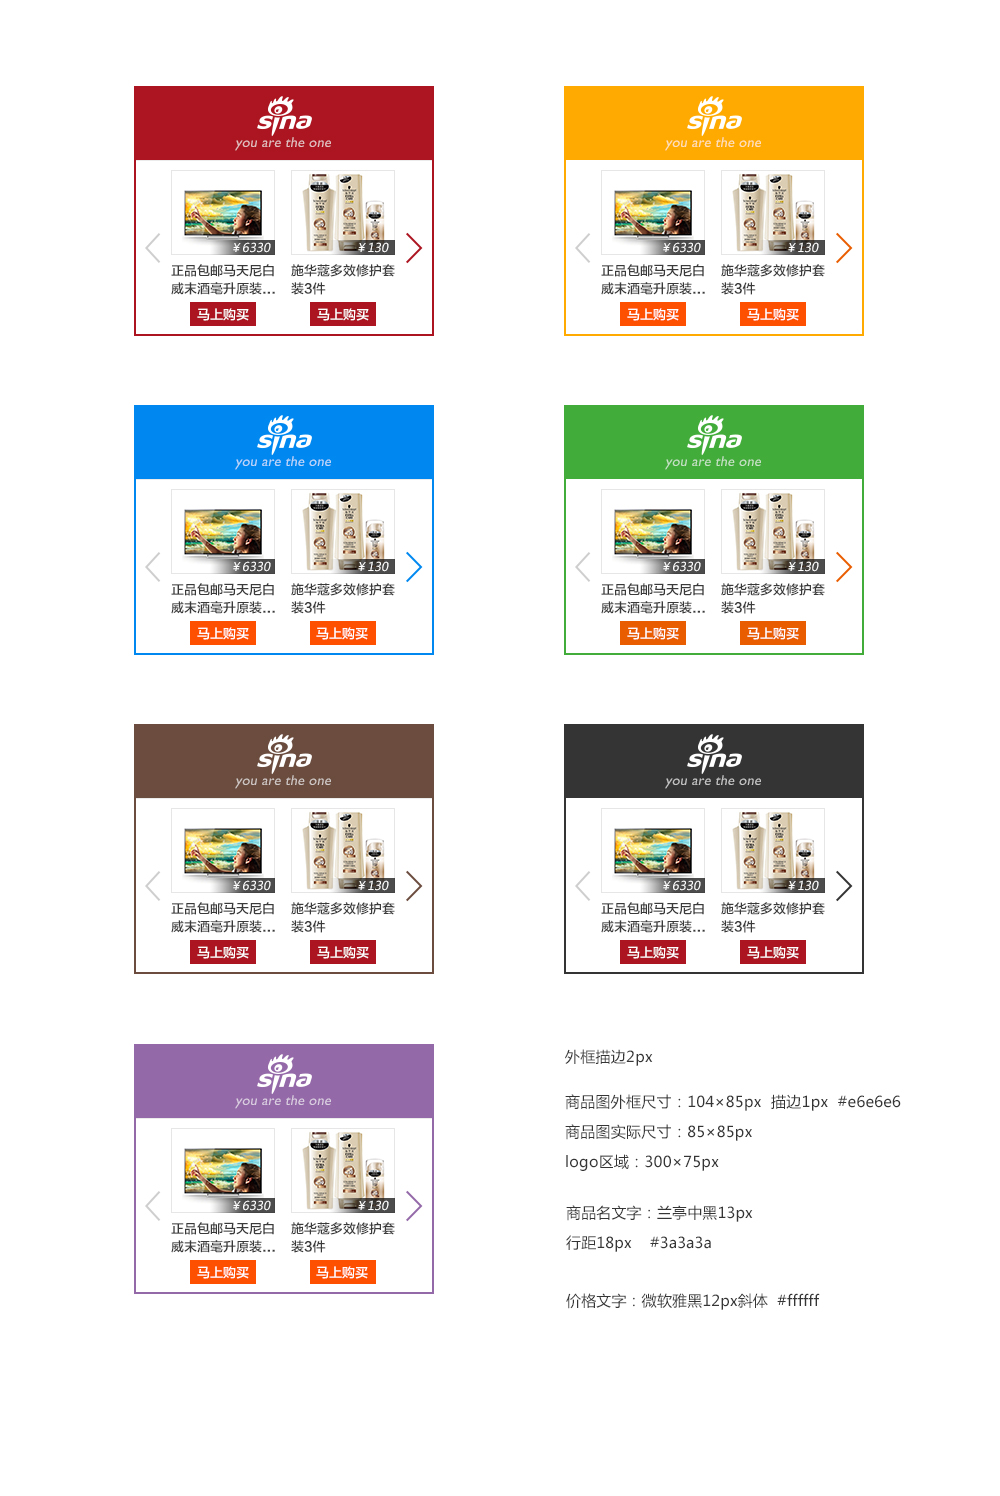 sina
you are the one
sina
you are the one
¥6330
¥130
¥6330
¥130
正品包邮马天尼白
威末酒毫升原装...
施华蔻多效修护套
装3件
正品包邮马天尼白
威末酒毫升原装...
施华蔻多效修护套
装3件
马上购买
马上购买
马上购买
马上购买
sina
you are the one
sina
you are the one
¥6330
¥130
¥6330
¥130
正品包邮马天尼白
威末酒毫升原装...
施华蔻多效修护套
装3件
正品包邮马天尼白
威末酒毫升原装...
施华蔻多效修护套
装3件
马上购买
马上购买
马上购买
马上购买
sina
you are the one
sina
you are the one
¥6330
¥130
¥6330
¥130
正品包邮马天尼白
威末酒毫升原装...
施华蔻多效修护套
装3件
正品包邮马天尼白
威末酒毫升原装...
施华蔻多效修护套
装3件
马上购买
马上购买
马上购买
马上购买
sina
you are the one
¥6330
¥130
正品包邮马天尼白
威末酒毫升原装...
施华蔻多效修护套
装3件
马上购买
马上购买
外框描边2px
商品图外框尺寸：104×85px 描边1px #e6e6e6
商品图实际尺寸：85×85px
logo区域：300×75px
商品名文字：兰亭中黑13px
行距18px #3a3a3a
价格文字：微软雅黑12px斜体 #ffffff